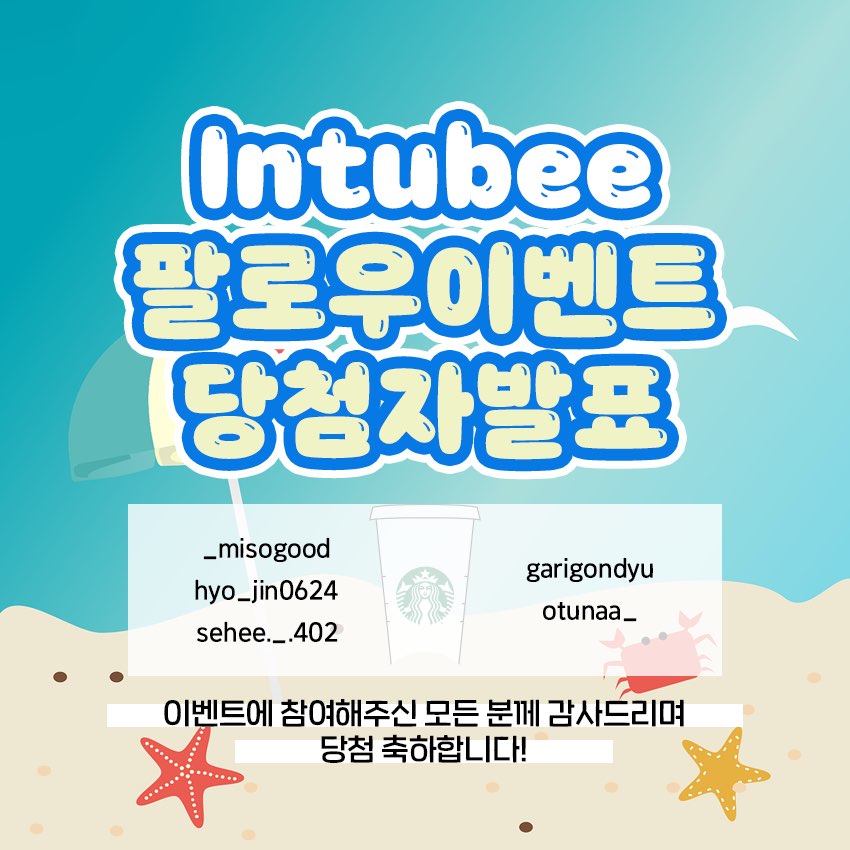 Intubee
팔로우이벤트
당첨자발표
_misogood
hyo_jin0624
sehee._.402
garigondyu
otunaa_
이벤트에 참여해주신 모든 분께 감사드리며
당첨 축하합니다!